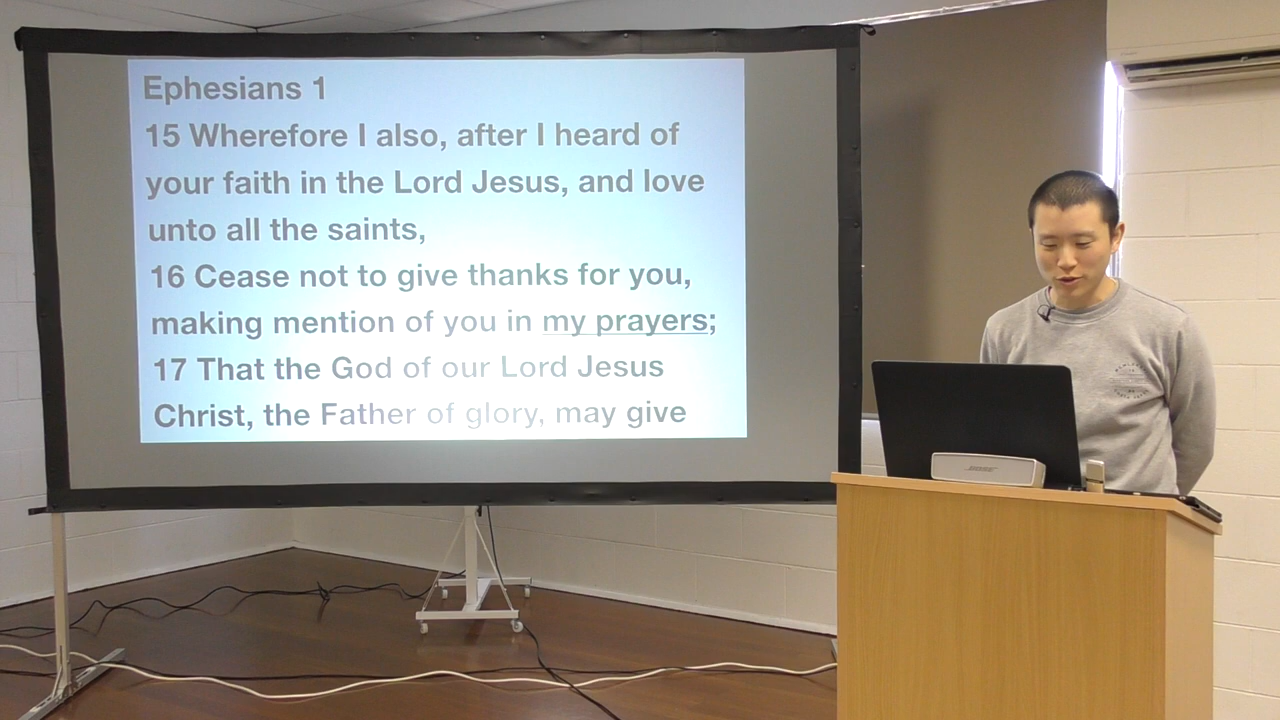 Ephesians 1
15 Wherefore I also, after I heard of
your faith in the Lord Jesus, and love
unto all the saints,
16 Cease not to give thanks for you,
making mention of you in my prayers;
17 That the God of our Lord Jesus
Christ, the Father of glory, may give